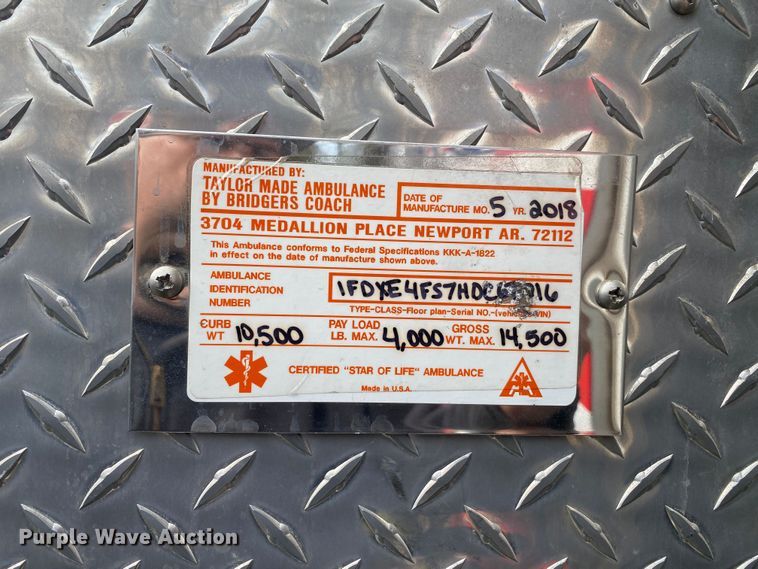 MANUFACTURED BY:
TAYLOR MADE AMBULANCE
BY BRIDGERS COACH
DATE OF
MANUFACTURE MO. 5 YR. 2018
3704 MEDALLION PLACE NEWPORT AR. 72112
This Ambulance conforms to Federal Specifications KKK-A-1822
in effect on the date of manufacture shown above.
AMBULANCE
IDENTIFICATION
NUMBER
TYPE-CLASS-Floor plan-Serial NO.-(vehicle's VIN)
CURB
WT 10,500
PAY LOAD
LB. MAX. 4,000
GROSS
WT. MAX. 14,500
CERTIFIED "STAR OF LIFE" AMBULANCE
Made in U.S.A.
Purple Wave Auction